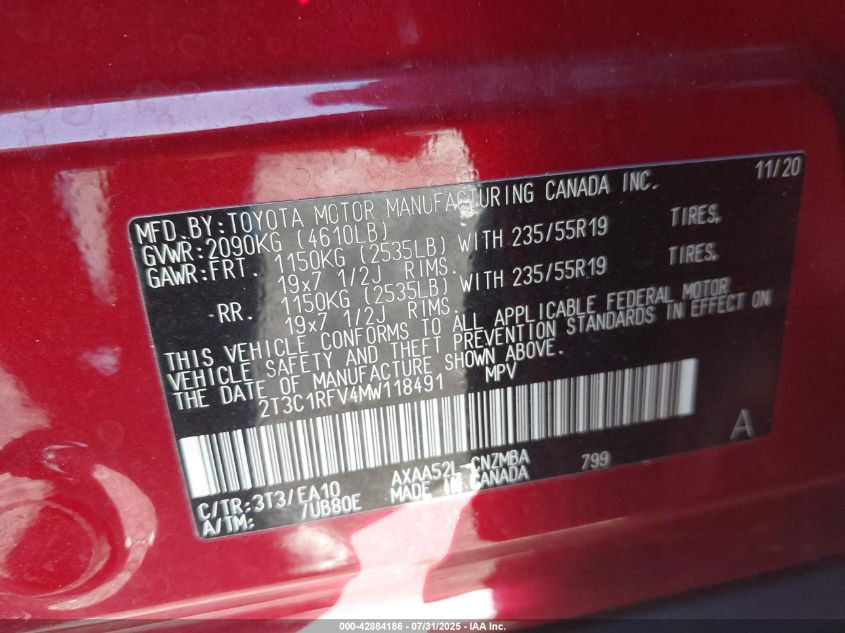 11/20
MFD. BY: TOYOTA MOTOR MANUFACTURING CANADA INC.
GVWR: 2090KG (4610LB)
GAWR: FRT. 1150KG (2535LB) WITH 235/55R19 TIRES,
19x7 1/2J RIMS.
RR. 1150KG (2535LB) WITH 235/55R19 TIRES,
19x7 1/2J RIMS.
THIS VEHICLE CONFORMS TO ALL APPLICABLE FEDERAL MOTOR
VEHICLE SAFETY AND THEFT PREVENTION STANDARDS IN EFFECT ON
THE DATE OF MANUFACTURE SHOWN ABOVE.
2T3C1RFV4MW118491 MPV
A
C/TR: 3T3/EA10 AXAA52L-CNZMBA 799
A/TM: /UB80E MADE IN CANADA
000-42884186 • 07/31/2025 • IAA Inc.